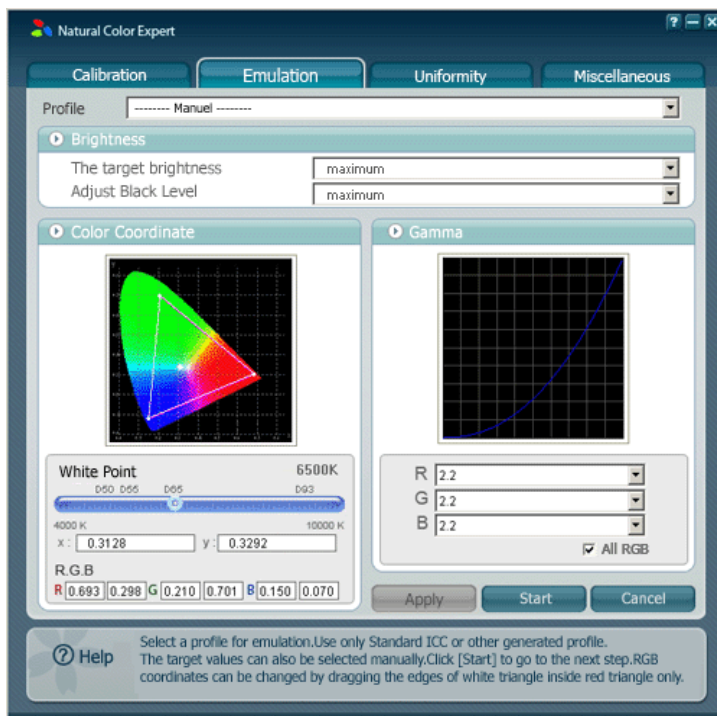 Natural Color Expert
Calibration Emulation Uniformity Miscellaneous
Profile -------- Manuel --------
Brightness
The target brightness maximum
Adjust Black Level maximum
Color Coordinate
Gamma
White Point 6500K
D50 D55 D65 D93
4000 K 10000 K
x : 0.3128 y : 0.3292
R.G.B
R 0.693 0.298 G 0.210 0.701 B 0.150 0.070
R 2.2
G 2.2
B 2.2
All RGB
Apply Start Cancel
? Help
Select a profile for emulation.Use only Standard ICC or other generated profile.
The target values can also be selected manually.Click [Start] to go to the next step.RGB
coordinates can be changed by dragging the edges of white triangle inside red triangle only.